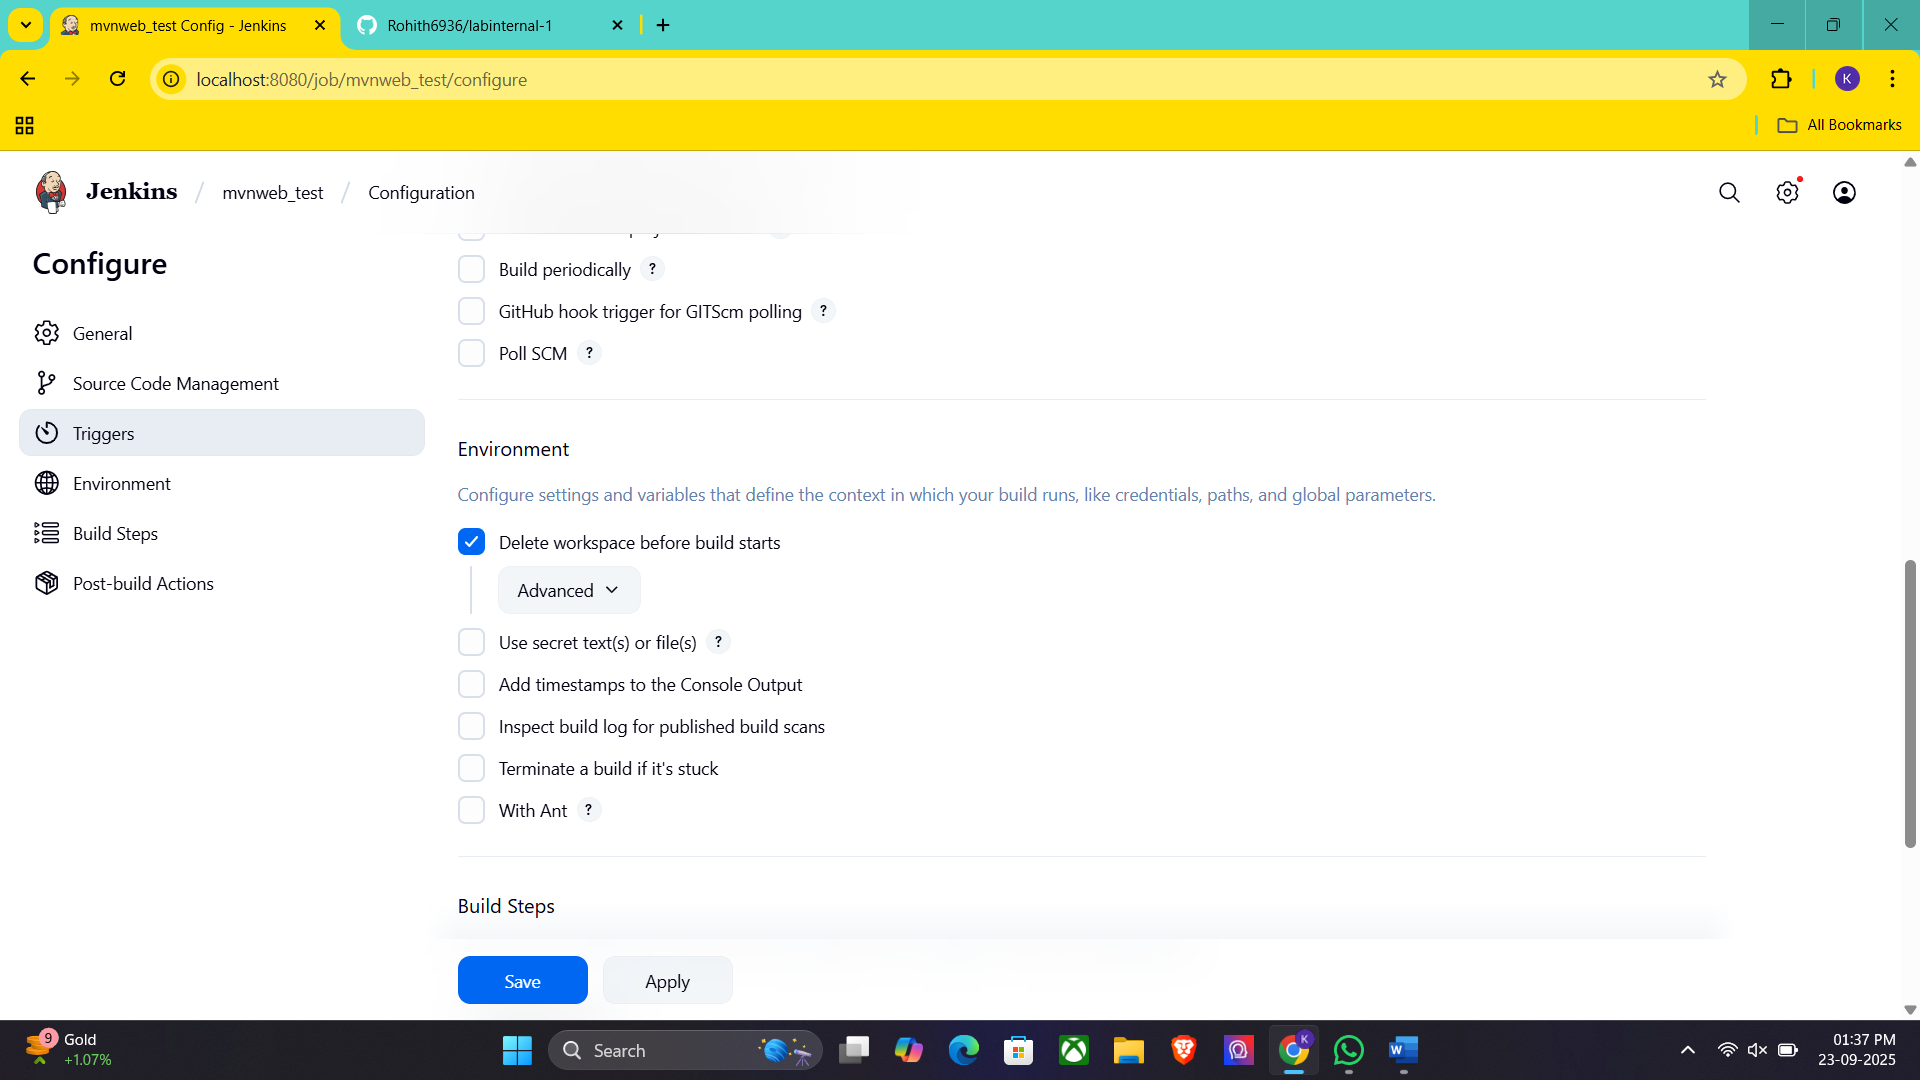 mvnweb_test Config - Jenkins
Rohith6936/labinternal-1
localhost:8080/job/mvnweb_test/configure
K
All Bookmarks
Jenkins / mvnweb_test / Configuration
Configure
General
Source Code Management
Triggers
Environment
Build Steps
Post-build Actions
Build periodically ?
GitHub hook trigger for GITScm polling ?
Poll SCM ?
Environment
Configure settings and variables that define the context in which your build runs, like credentials, paths, and global parameters.
Delete workspace before build starts
Advanced
Use secret text(s) or file(s) ?
Add timestamps to the Console Output
Inspect build log for published build scans
Terminate a build if it's stuck
With Ant ?
Build Steps
Save
Apply
9
Gold
+1.07%
Search
K
W
01:37 PM
23-09-2025